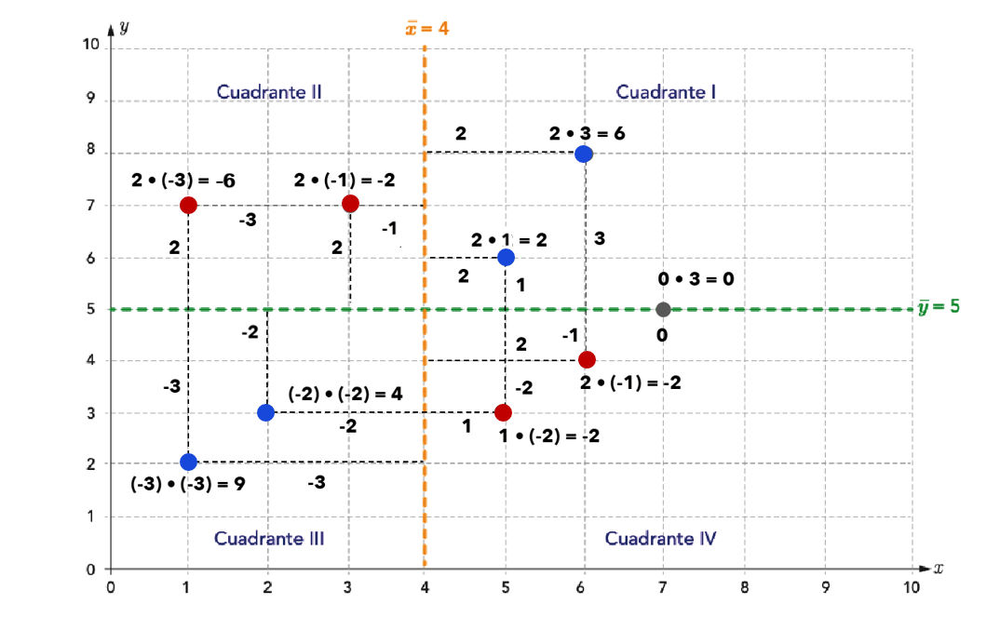 y
x̄ = 4
10
Cuadrante II
Cuadrante I
9
2
2 • 3 = 6
8
2 • (-3) = -6
2 • (-1) = -2
7
-3
-1
2
2
2 • 1 = 2
3
6
2
1
0 • 3 = 0
5
ȳ = 5
-2
2
-1
0
4
-3
(-2) • (-2) = 4
-2
2 • (-1) = -2
3
-2
1
1 • (-2) = -2
2
(-3) • (-3) = 9
-3
1
Cuadrante III
Cuadrante IV
0
x
0 1 2 3 4 5 6 7 8 9 10